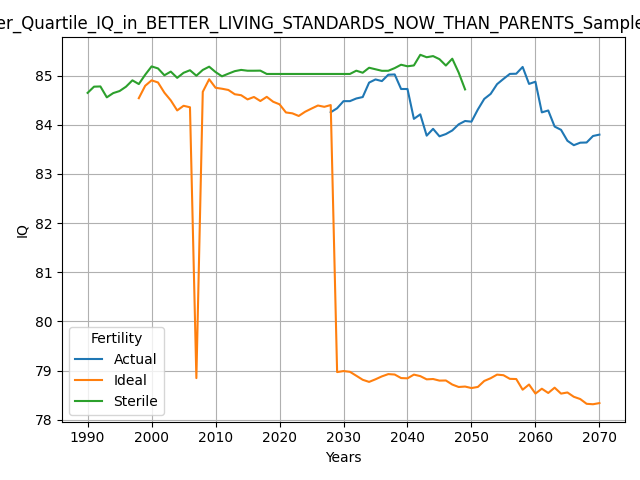 er_Quartile_IQ_in_BETTER_LIVING_STANDARDS_NOW_THAN_PARENTS_Sample
85
84
83
82
81
80
79
78
IQ
Fertility
Actual
Ideal
Sterile
1990 2000 2010 2020 2030 2040 2050 2060 2070
Years